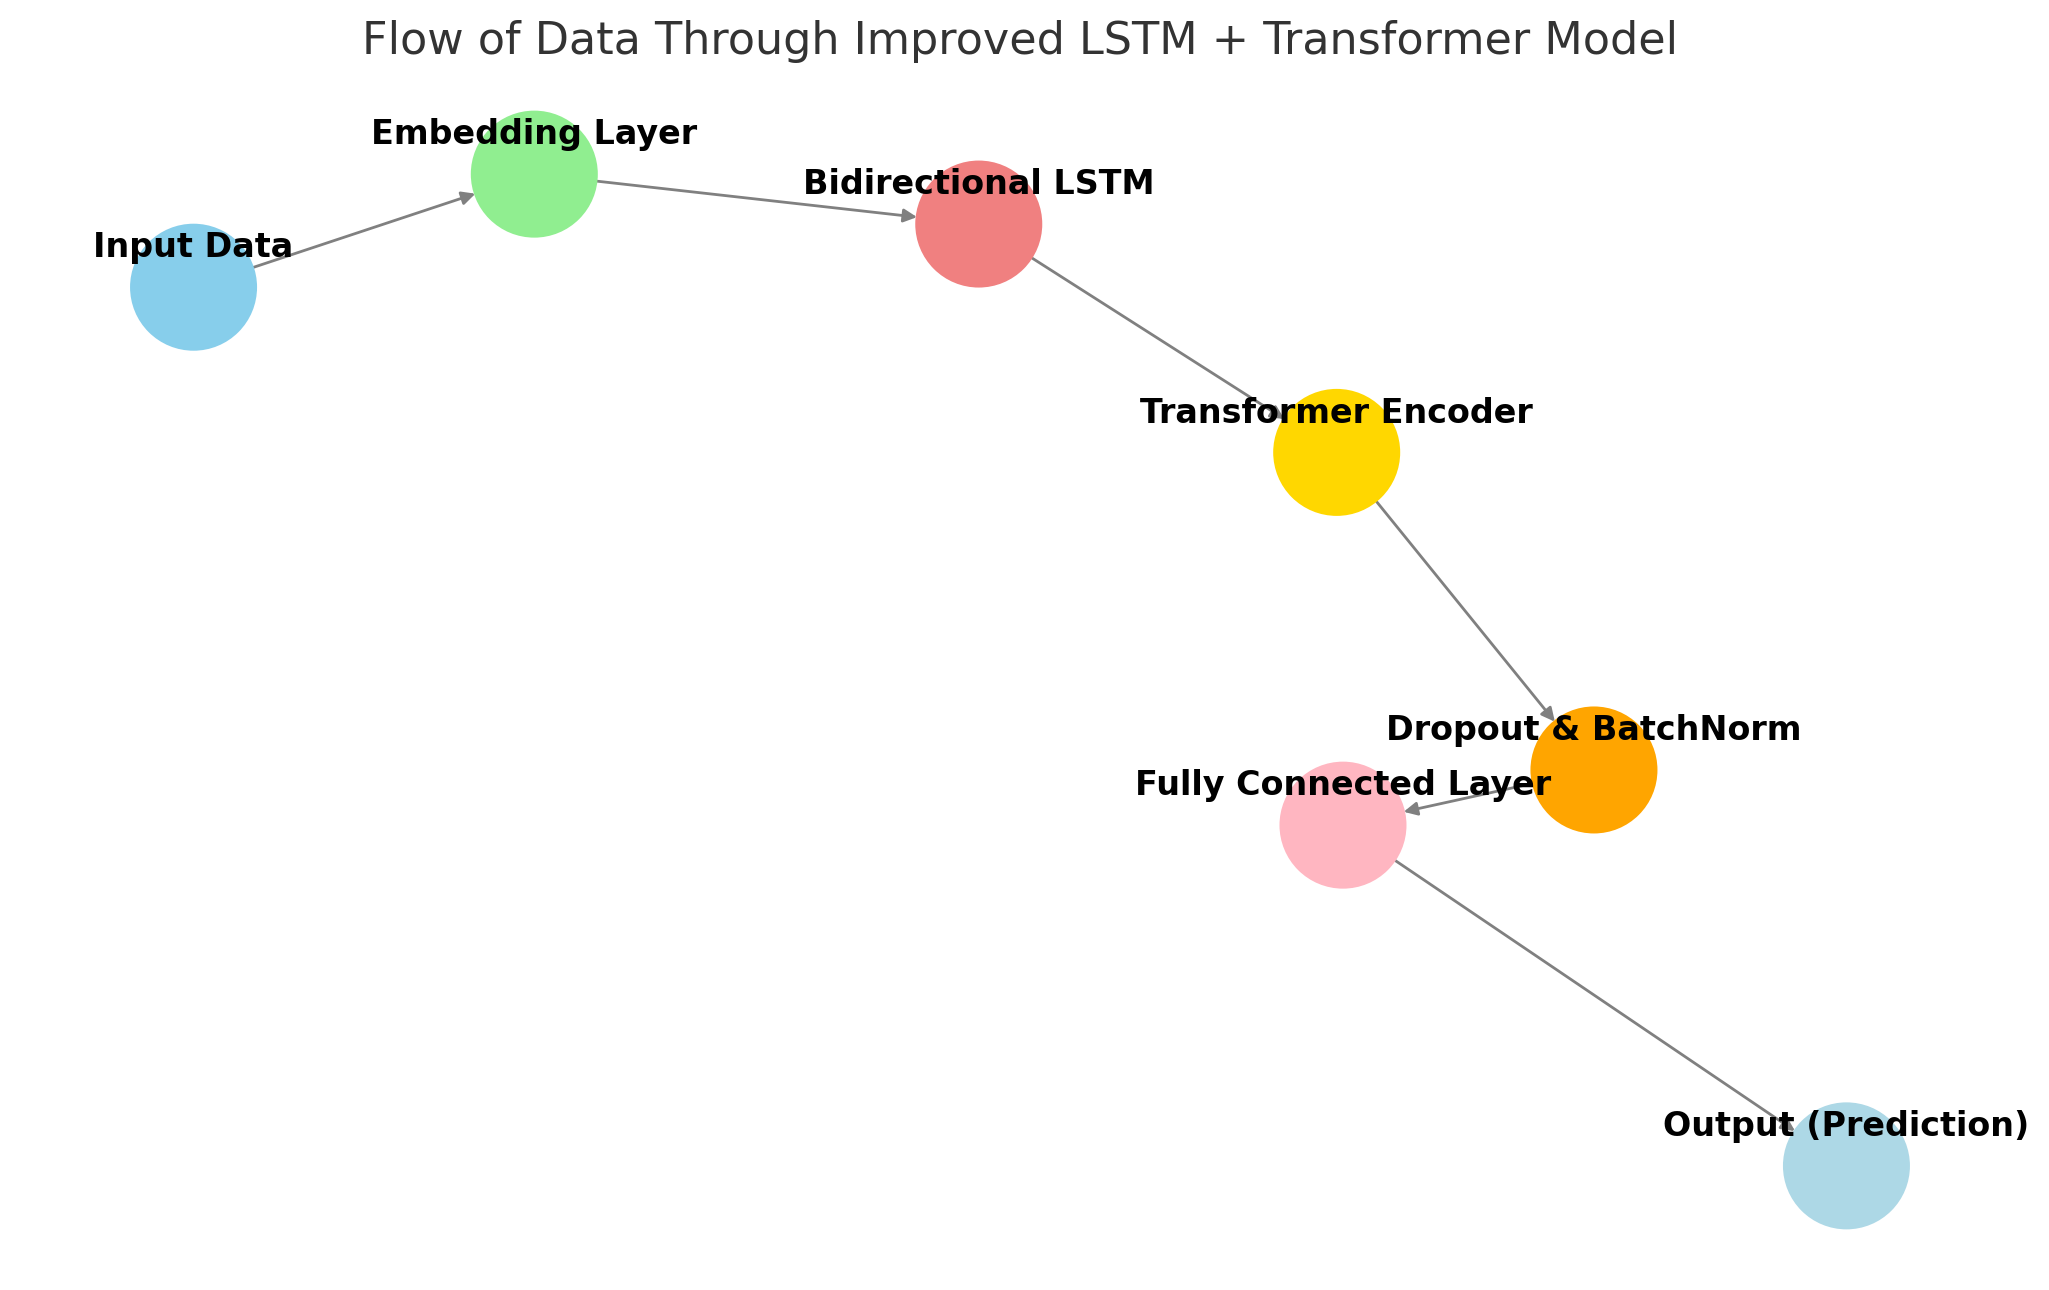 Flow of Data Through Improved LSTM + Transformer Model
Embedding Layer
Bidirectional LSTM
Input Data
Transformer Encoder
Dropout & BatchNorm
Fully Connected Layer
Output (Prediction)